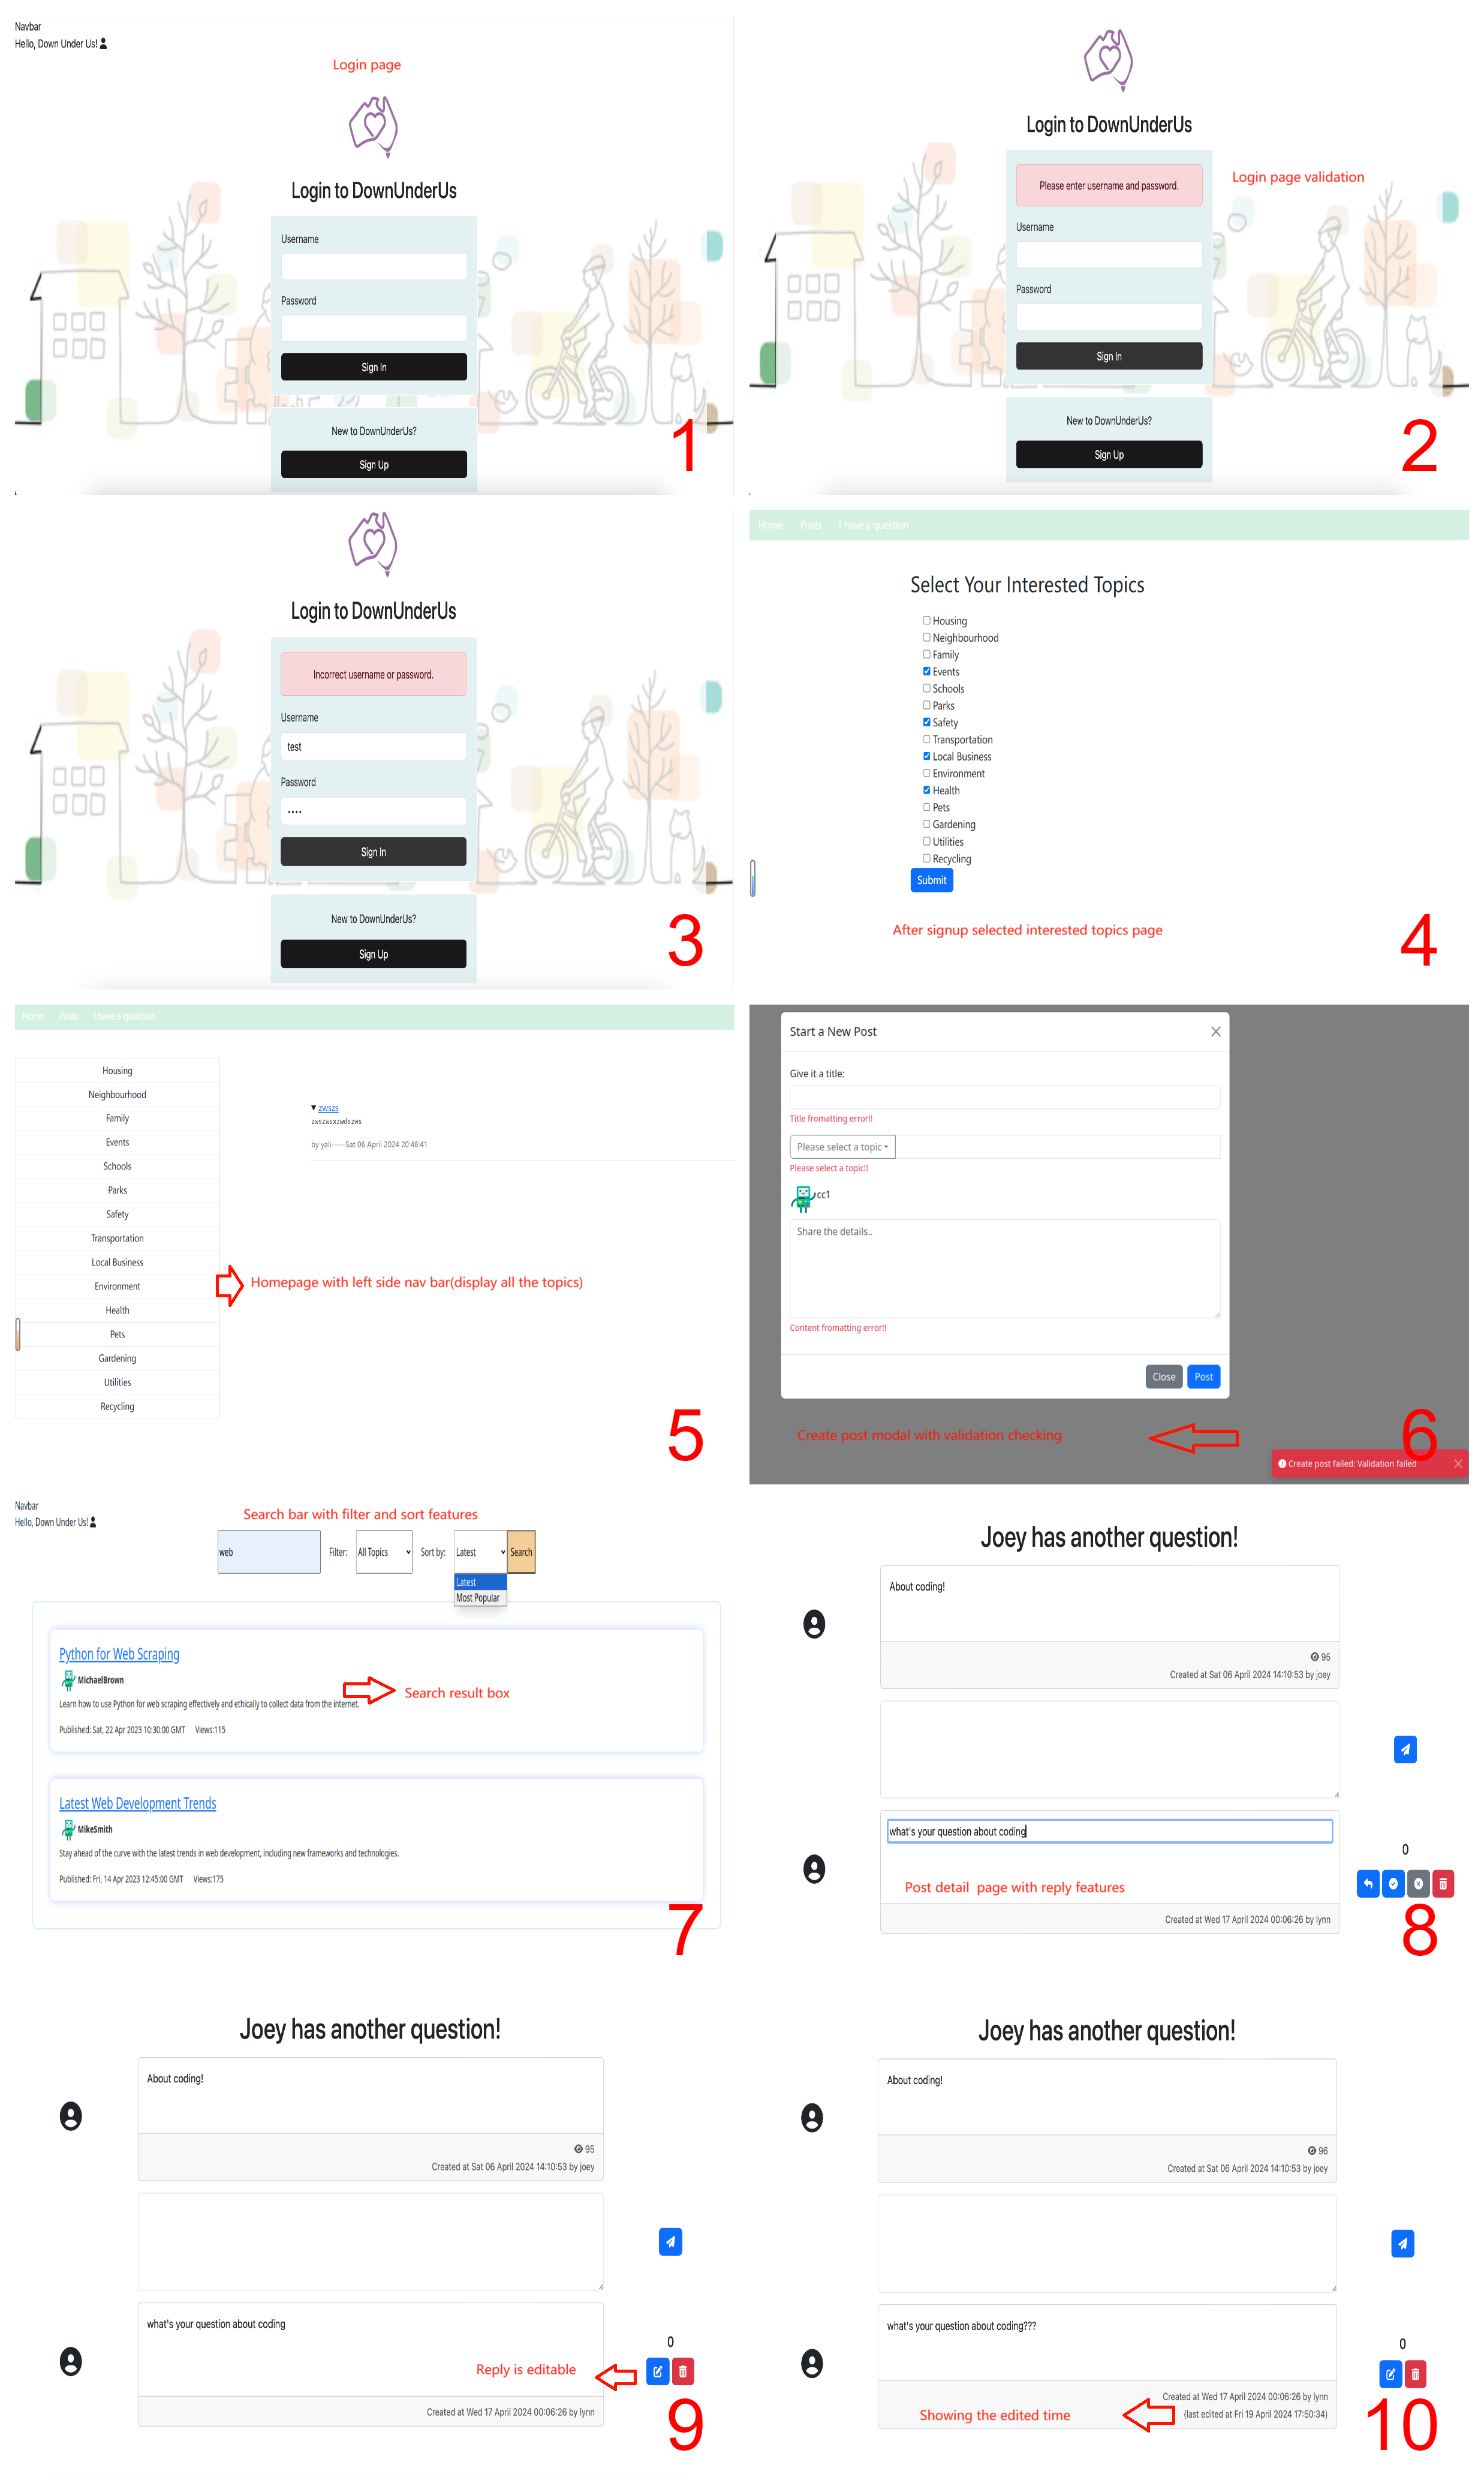 Navbar
Hello, Down Under Us!
Login page
Login to DownUnderUs
Username
Password
Sign In
New to DownUnderUs?
Sign Up
1
Login to DownUnderUs
Please enter username and password.
Login page validation
Username
Password
Sign In
New to DownUnderUs?
Sign Up
2
Login to DownUnderUs
Incorrect username or password.
Username
test
Password
Sign In
New to DownUnderUs?
Sign Up
3
Home Posts I have a question
Select Your Interested Topics
Housing
Neighbourhood
Family
Events
Schools
Parks
Safety
Transportation
Local Business
Environment
Health
Pets
Gardening
Utilities
Recycling
Submit
After signup selected interested topics page
4
Home Posts I have a question
Housing
Neighbourhood
Family
Events
Schools
Parks
Safety
Transportation
Local Business
Environment
Health
Pets
Gardening
Utilities
Recycling
zwszs
zwszwsxzwdszws
by yali------Sat 06 April 2024 20:46:41
Homepage with left side nav bar(display all the topics)
5
Start a New Post
Give it a title:
Title fromatting error!!
Please select a topic
Please select a topic!!
cc1
Share the details..
Content fromatting error!!
Close Post
Create post modal with validation checking
6
Create post failed: Validation failed
Navbar
Hello, Down Under Us!
Search bar with filter and sort features
web Filter: All Topics Sort by: Latest Search
Latest
Most Popular
Python for Web Scraping
MichaelBrown
Learn how to use Python for web scraping effectively and ethically to collect data from the internet.
Published: Sat, 22 Apr 2023 10:30:00 GMT Views:115
Search result box
Latest Web Development Trends
MikeSmith
Stay ahead of the curve with the latest trends in web development, including new frameworks and technologies.
Published: Fri, 14 Apr 2023 12:45:00 GMT Views:175
7
Joey has another question!
About coding!
95
Created at Sat 06 April 2024 14:10:53 by joey
what's your question about coding
0
Post detail page with reply features
Created at Wed 17 April 2024 00:06:26 by lynn
8
Joey has another question!
About coding!
95
Created at Sat 06 April 2024 14:10:53 by joey
what's your question about coding
0
Reply is editable
Created at Wed 17 April 2024 00:06:26 by lynn
9
Joey has another question!
About coding!
96
Created at Sat 06 April 2024 14:10:53 by joey
what's your question about coding???
0
Created at Wed 17 April 2024 00:06:26 by lynn
(last edited at Fri 19 April 2024 17:50:34)
Showing the edited time
10